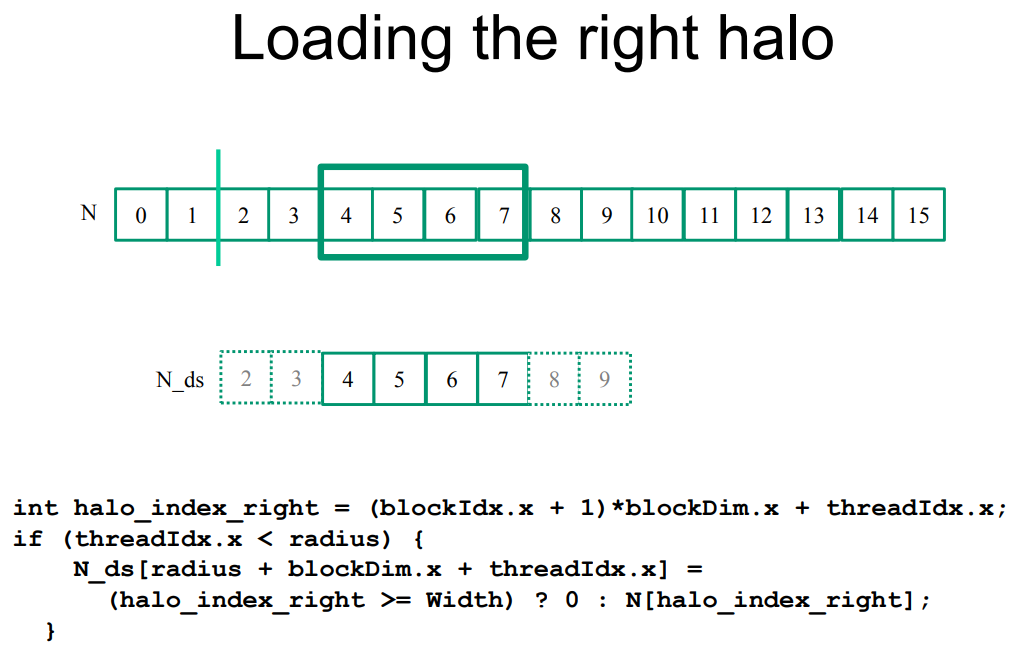 Loading the right halo
N 0 1 2 3 4 5 6 7 8 9 10 11 12 13 14 15
N_ds 2 3 4 5 6 7 8 9
int halo_index_right = (blockIdx.x + 1)*blockDim.x + threadIdx.x;
if (threadIdx.x < radius) {
N_ds[radius + blockDim.x + threadIdx.x] =
(halo_index_right >= Width) ? 0 : N[halo_index_right];
}